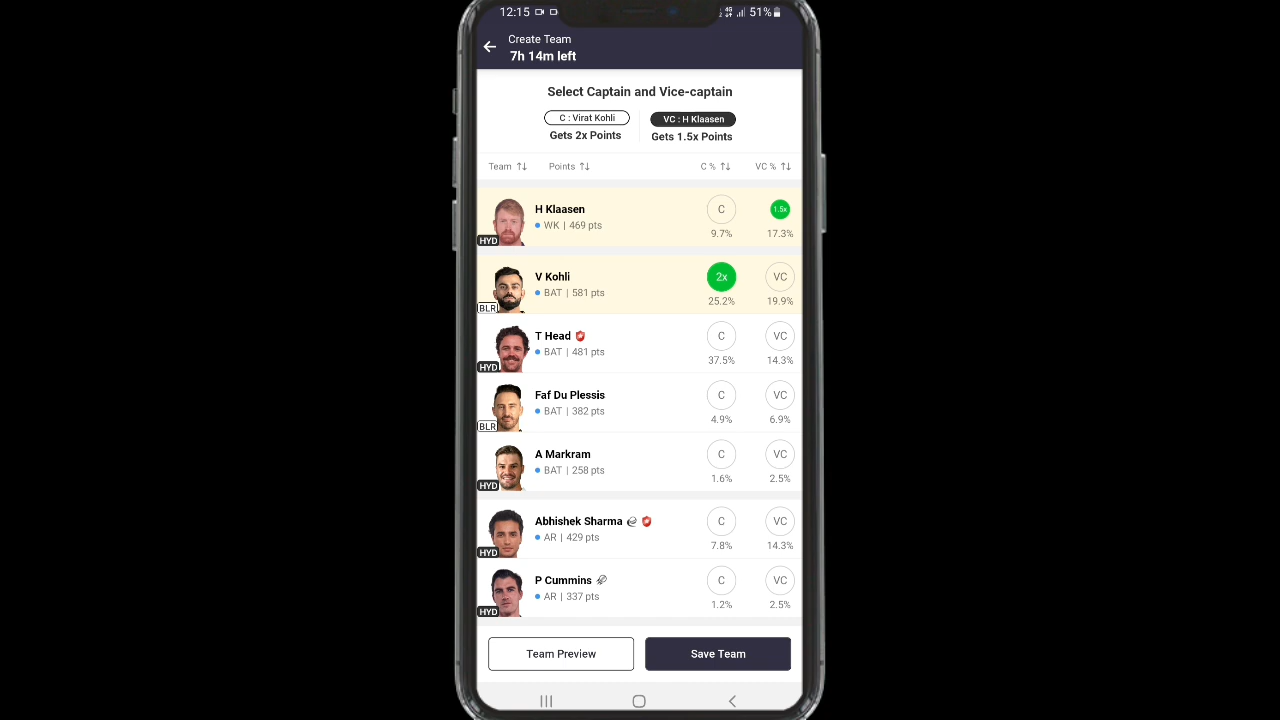 12:15
4G 51%
Create Team
7h 14m left
Select Captain and Vice-captain
C : Virat Kohli VC : H Klaasen
Gets 2x Points Gets 1.5x Points
Team Points C % VC %
H Klaasen C 1.5x
HYD WK | 469 pts 9.7% 17.3%
V Kohli 2x VC
BLR BAT | 581 pts 25.2% 19.9%
T Head C VC
HYD BAT | 481 pts 37.5% 14.3%
Faf Du Plessis C VC
BLR BAT | 382 pts 4.9% 6.9%
A Markram C VC
HYD BAT | 258 pts 1.6% 2.5%
Abhishek Sharma C VC
HYD AR | 429 pts 7.8% 14.3%
P Cummins C VC
HYD AR | 337 pts 1.2% 2.5%
Team Preview Save Team